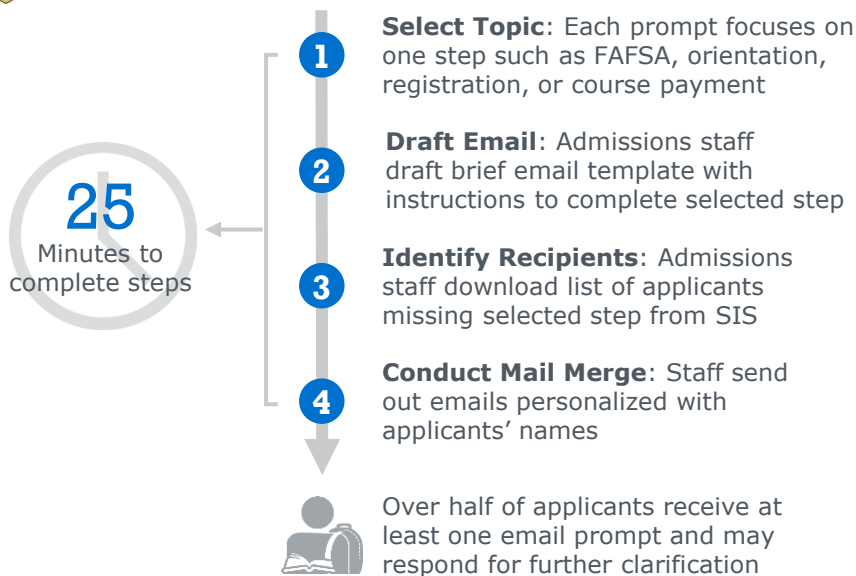 1
Select Topic: Each prompt focuses on
one step such as FAFSA, orientation,
registration, or course payment
2
Draft Email: Admissions staff
draft brief email template with
instructions to complete selected step
25
Minutes to
complete steps
3
Identify Recipients: Admissions
staff download list of applicants
missing selected step from SIS
4
Conduct Mail Merge: Staff send
out emails personalized with
applicants’ names
Over half of applicants receive at
least one email prompt and may
respond for further clarification